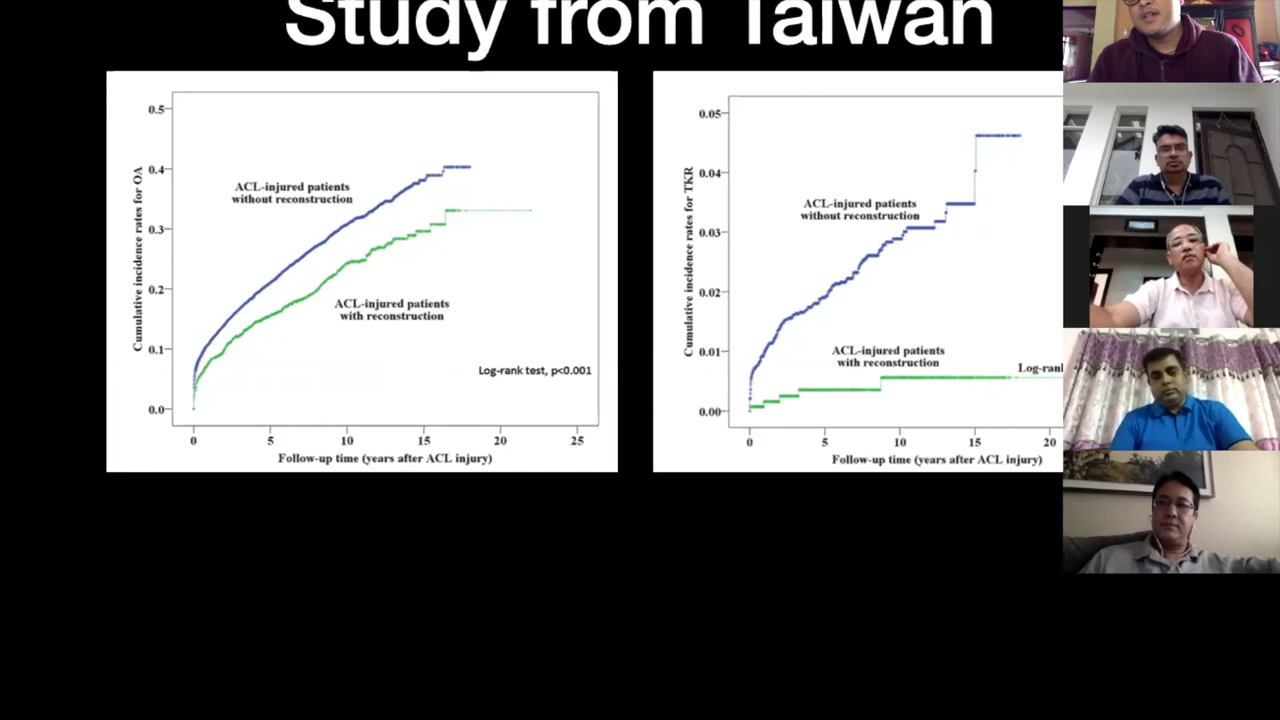 Study from Taiwan
0.5
0.4
0.3
0.2
0.1
0.0
Cumulative incidence rates for OA
ACL-injured patients
without reconstruction
ACL-injured patients
with reconstruction
Log-rank test, p<0.001
0 5 10 15 20 25
Follow-up time (years after ACL injury)
0.05
0.04
0.03
0.02
0.01
0.00
Cumulative incidence rates for TKR
ACL-injured patients
without reconstruction
ACL-injured patients
with reconstruction
Log-rank
0 5 10 15 20
Follow-up time (years after ACL injury)